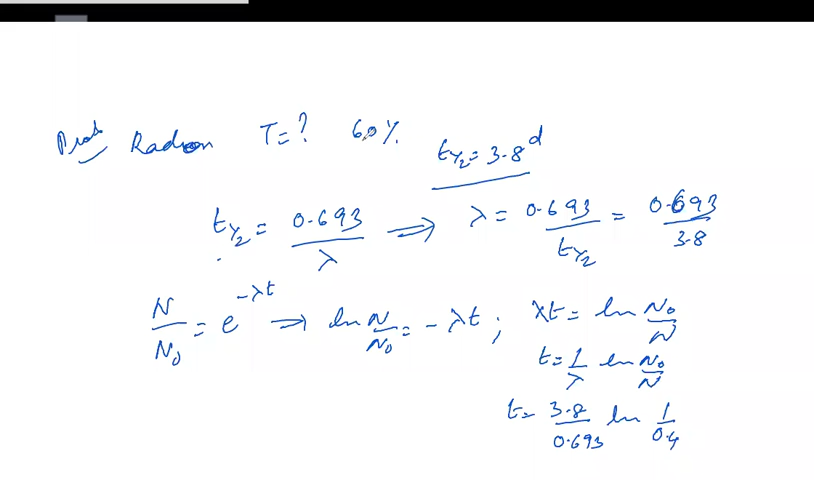 Prob Radon T=? 60%
t1/2 = 3.8 d
t1/2 = 0.693/λ ⟹ λ = 0.693/t1/2 = 0.693/3.8
N/N0 = e^-λt ⟹ ln N/N0 = -λt ; λt = ln N0/N
t = 1/λ ln N0/N
t = 3.8/0.693 ln 1/0.4